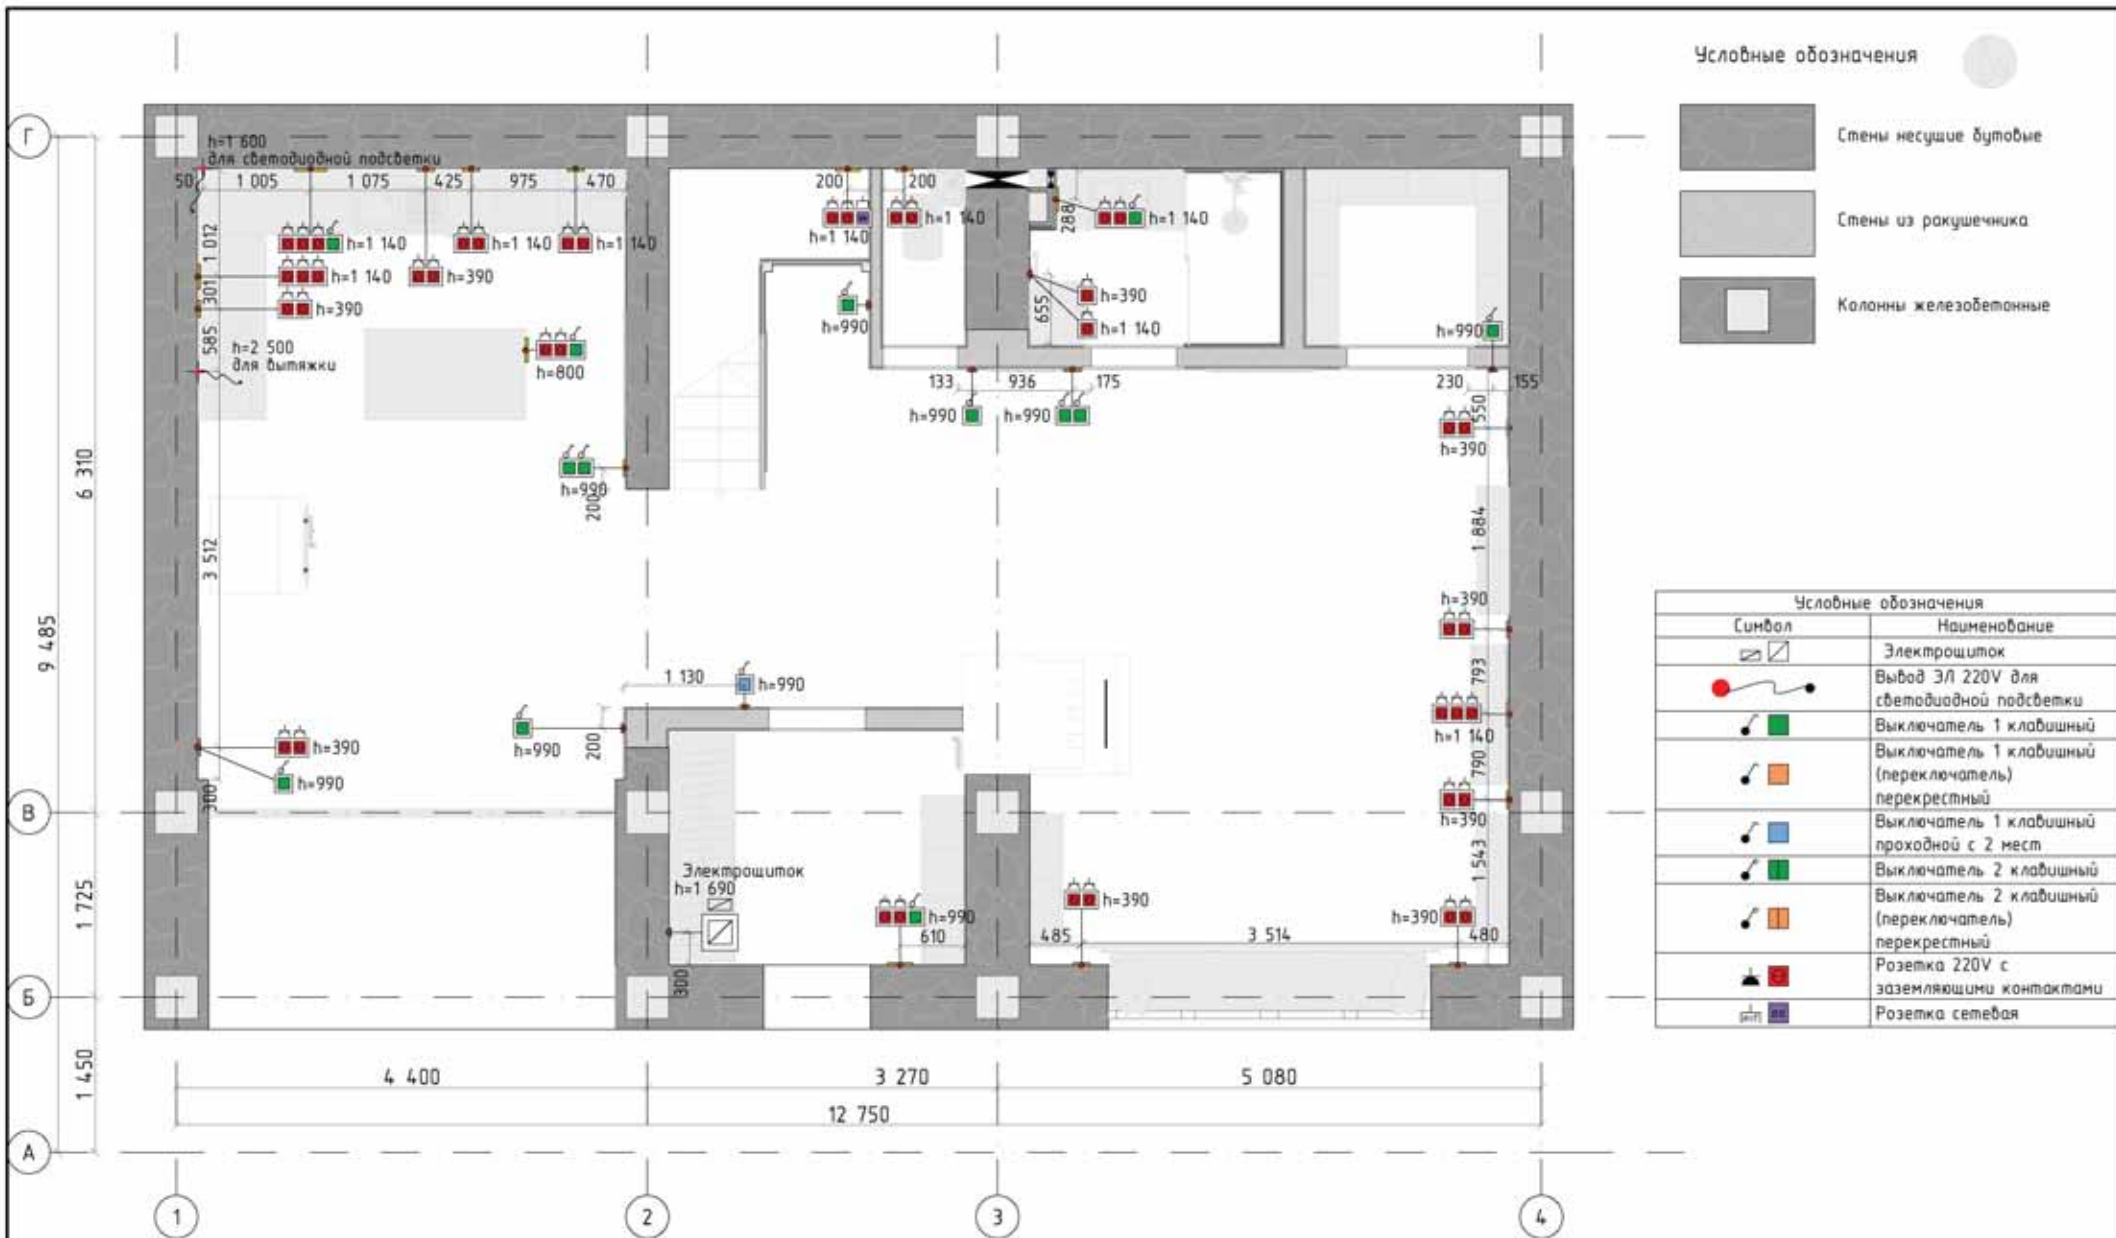 Условные обозначения
Стены несущие бутовые
Стены из ракушечника
Колонны железобетонные
Г
В
Б
А
1
2
3
4
6 310
9 485
1 725
1 450
4 400
3 270
5 080
12 750
h=1 600
для светодиодной подсветки
50
1 005
1 075
425
975
470
h=1 140
h=1 140
h=1 140
h=1 140
h=390
h=390
1 012
301
585
h=2 500
для вытяжки
h=800
h=990
200
3 512
200
200
h=1 140
h=1 140
288
h=1 140
h=990
655
h=390
h=1 140
h=990
133
936
175
h=990
h=990
230
155
550
h=390
1 884
h=390
793
h=1 140
790
h=390
1 543
1 130
h=990
h=990
200
h=390
h=990
300
Электрощиток
h=1 690
300
h=990
610
h=390
485
3 514
h=390
480
Условные обозначения
Символ
Наименование
Электрощиток
Вывод ЭЛ 220V для
светодиодной подсветки
Выключатель 1 клавишный
Выключатель 1 клавишный
(переключатель)
перекрестный
Выключатель 1 клавишный
проходной с 2 мест
Выключатель 2 клавишный
Выключатель 2 клавишный
(переключатель)
перекрестный
Розетка 220V с
заземляющими контактами
Розетка сетевая